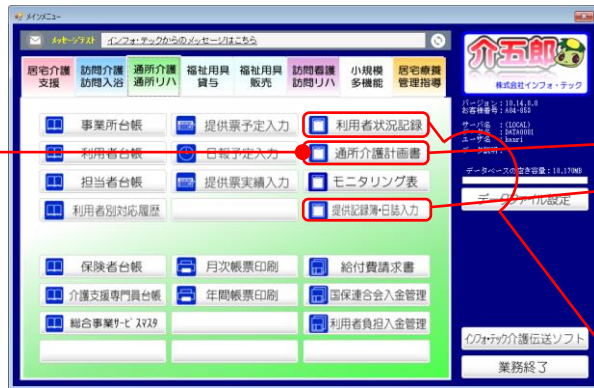 メインメニュー
メッセージテスト インフォ・テックからのメッセージはこちら
居宅介護支援 訪問介護訪問入浴 通所介護通所リハ 福祉用具貸与 福祉用具販売 訪問看護訪問リハ 小規模多機能 居宅療養管理指導
事業所台帳 提供票予定入力 利用者状況記録
利用者台帳 日報予定入力 通所介護計画書
担当者台帳 提供票実績入力 モニタリング表
利用者別対応履歴 提供記録簿・日誌入力
保険者台帳 月次帳票印刷 給付費請求書
介護支援専門員台帳 年間帳票印刷 国保連合会入金管理
総合事業サービスマスタ 利用者負担入金管理
介五郎
株式会社インフォ・テック
バージョン:10.14.0.0
サーバ名 :(LOCAL)
データ名 :DATA0001
データベースの空き容量:10,170MB
データファイル設定
インフォ・テック介護伝送ソフト
業務終了